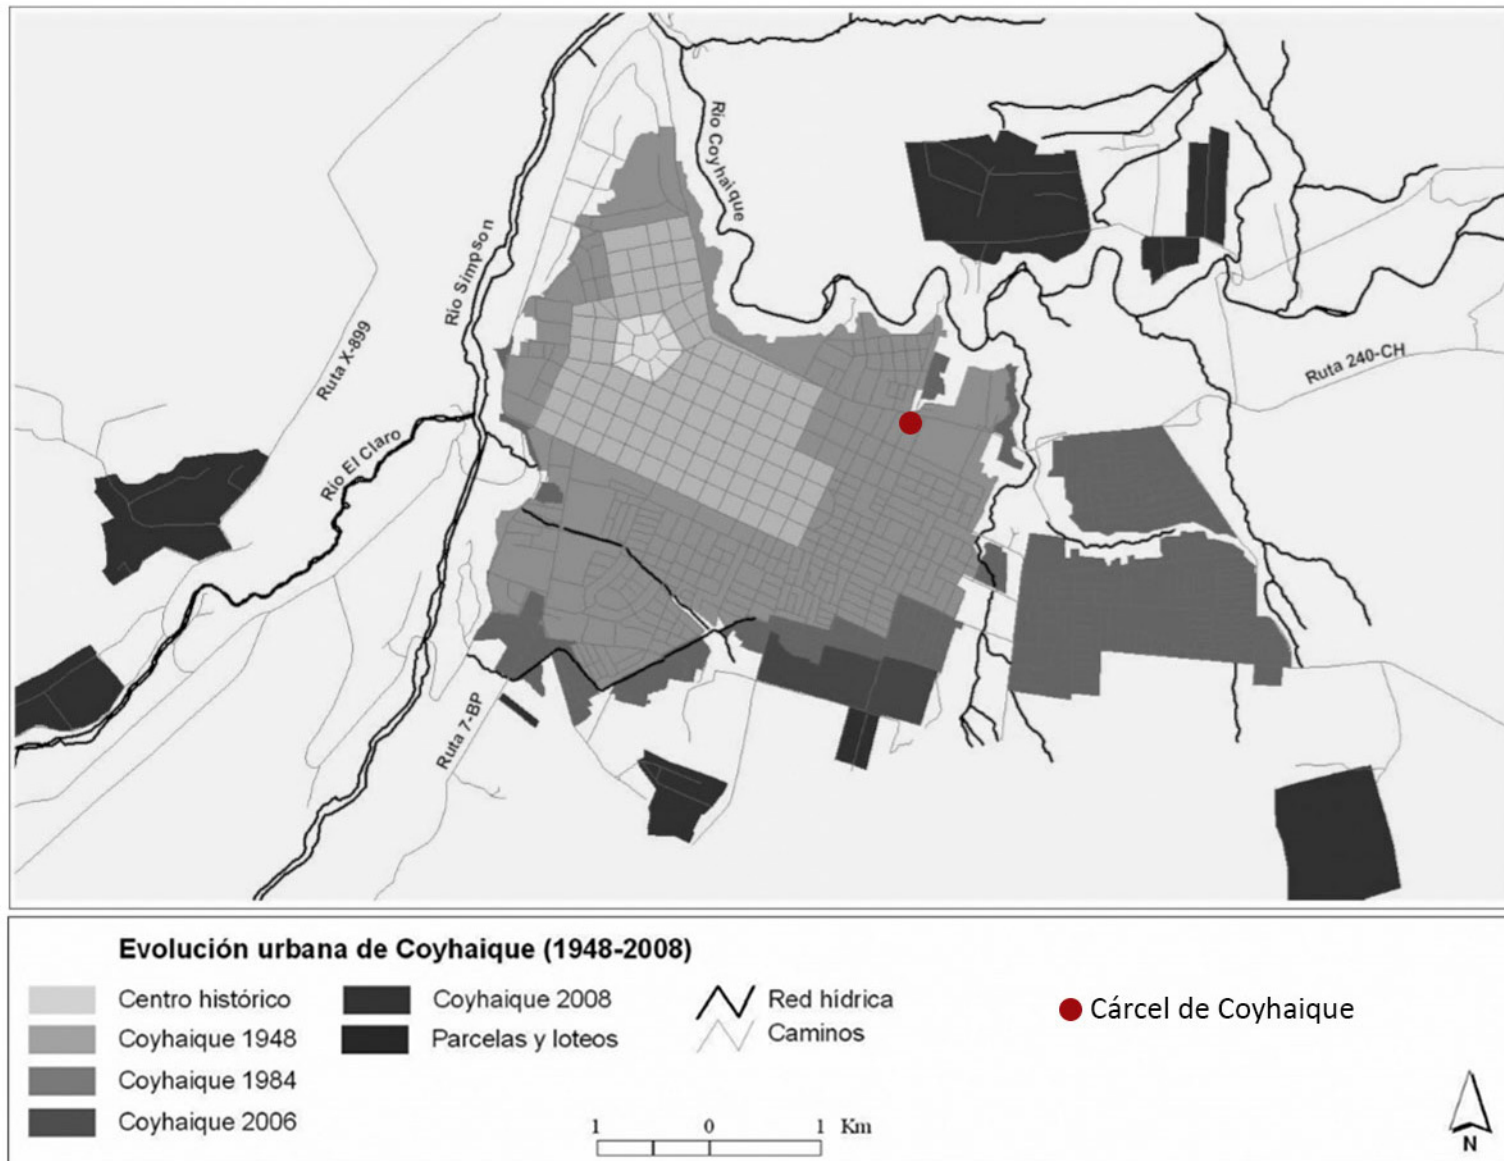 Río Coyhaique
Río Simpson
Ruta X-899
Ruta 240-CH
Río El Claro
Ruta 7-BP
Evolución urbana de Coyhaique (1948-2008)
Centro histórico
Coyhaique 1948
Coyhaique 1984
Coyhaique 2006
Coyhaique 2008
Parcelas y loteos
Red hídrica
Caminos
Cárcel de Coyhaique
1 0 1 Km
N